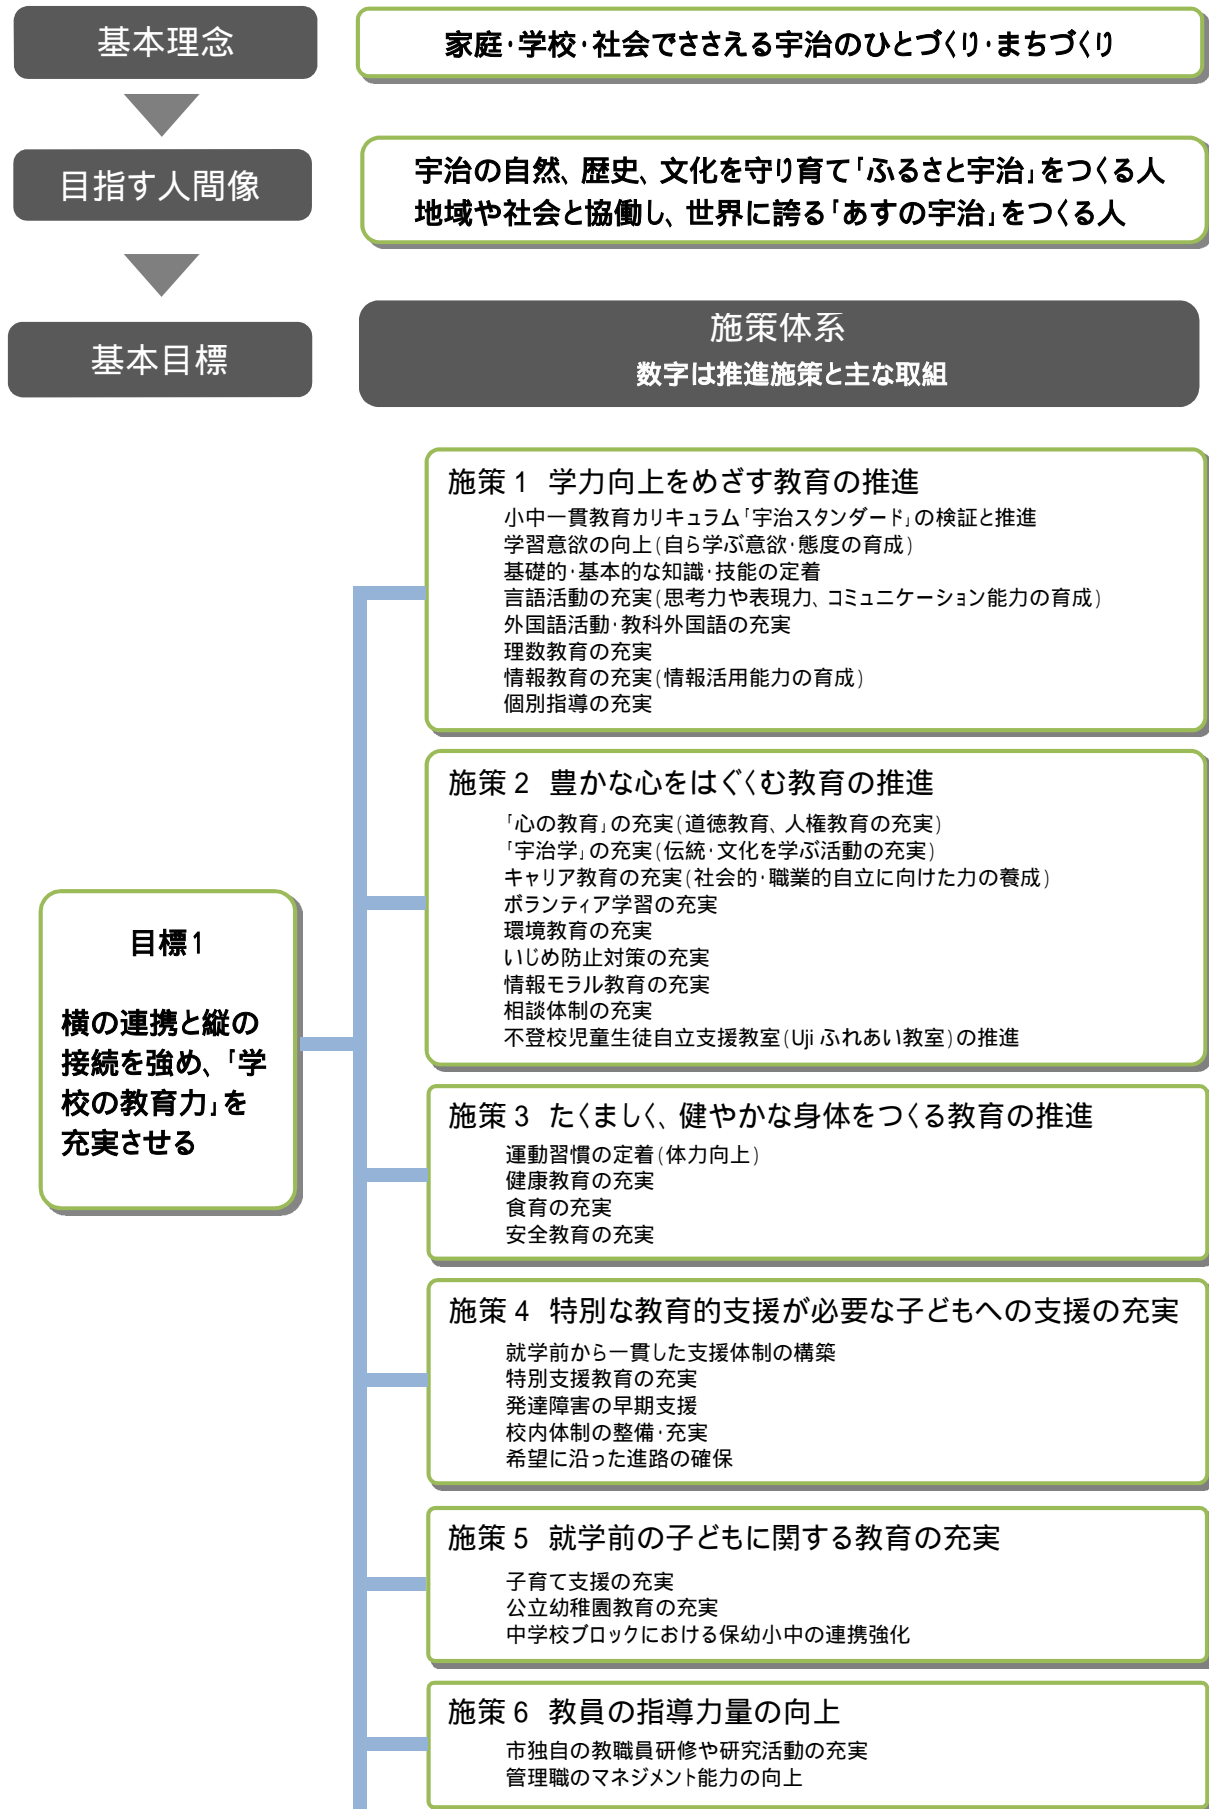 基本理念
家庭・学校・社会でささえる宇治のひとづくり・まちづくり
目指す人間像
宇治の自然、歴史、文化を守り育て「ふるさと宇治」をつくる人
地域や社会と協働し、世界に誇る「あすの宇治」をつくる人
基本目標
施策体系
数字は推進施策と主な取組
施策1 学力向上をめざす教育の推進
小中一貫教育カリキュラム「宇治スタンダード」の検証と推進
学習意欲の向上(自ら学ぶ意欲・態度の育成)
基礎的・基本的な知識・技能の定着
言語活動の充実(思考力や表現力、コミュニケーション能力の育成)
外国語活動・教科外国語の充実
理数教育の充実
情報教育の充実(情報活用能力の育成)
個別指導の充実
施策2 豊かな心をはぐくむ教育の推進
「心の教育」の充実(道徳教育、人権教育の充実)
「宇治学」の充実(伝統・文化を学ぶ活動の充実)
キャリア教育の充実(社会的・職業的自立に向けた力の養成)
ボランティア学習の充実
環境教育の充実
いじめ防止対策の充実
情報モラル教育の充実
相談体制の充実
不登校児童生徒自立支援教室(Uji ふれあい教室)の推進
目標1
横の連携と縦の
接続を強め、「学
校の教育力」を
充実させる
施策3 たくましく、健やかな身体をつくる教育の推進
運動習慣の定着(体力向上)
健康教育の充実
食育の充実
安全教育の充実
施策4 特別な教育的支援が必要な子どもへの支援の充実
就学前から一貫した支援体制の構築
特別支援教育の充実
発達障害の早期支援
校内体制の整備・充実
希望に沿った進路の確保
施策5 就学前の子どもに関する教育の充実
子育て支援の充実
公立幼稚園教育の充実
中学校ブロックにおける保幼小中の連携強化
施策6 教員の指導力量の向上
市独自の教職員研修や研究活動の充実
管理職のマネジメント能力の向上